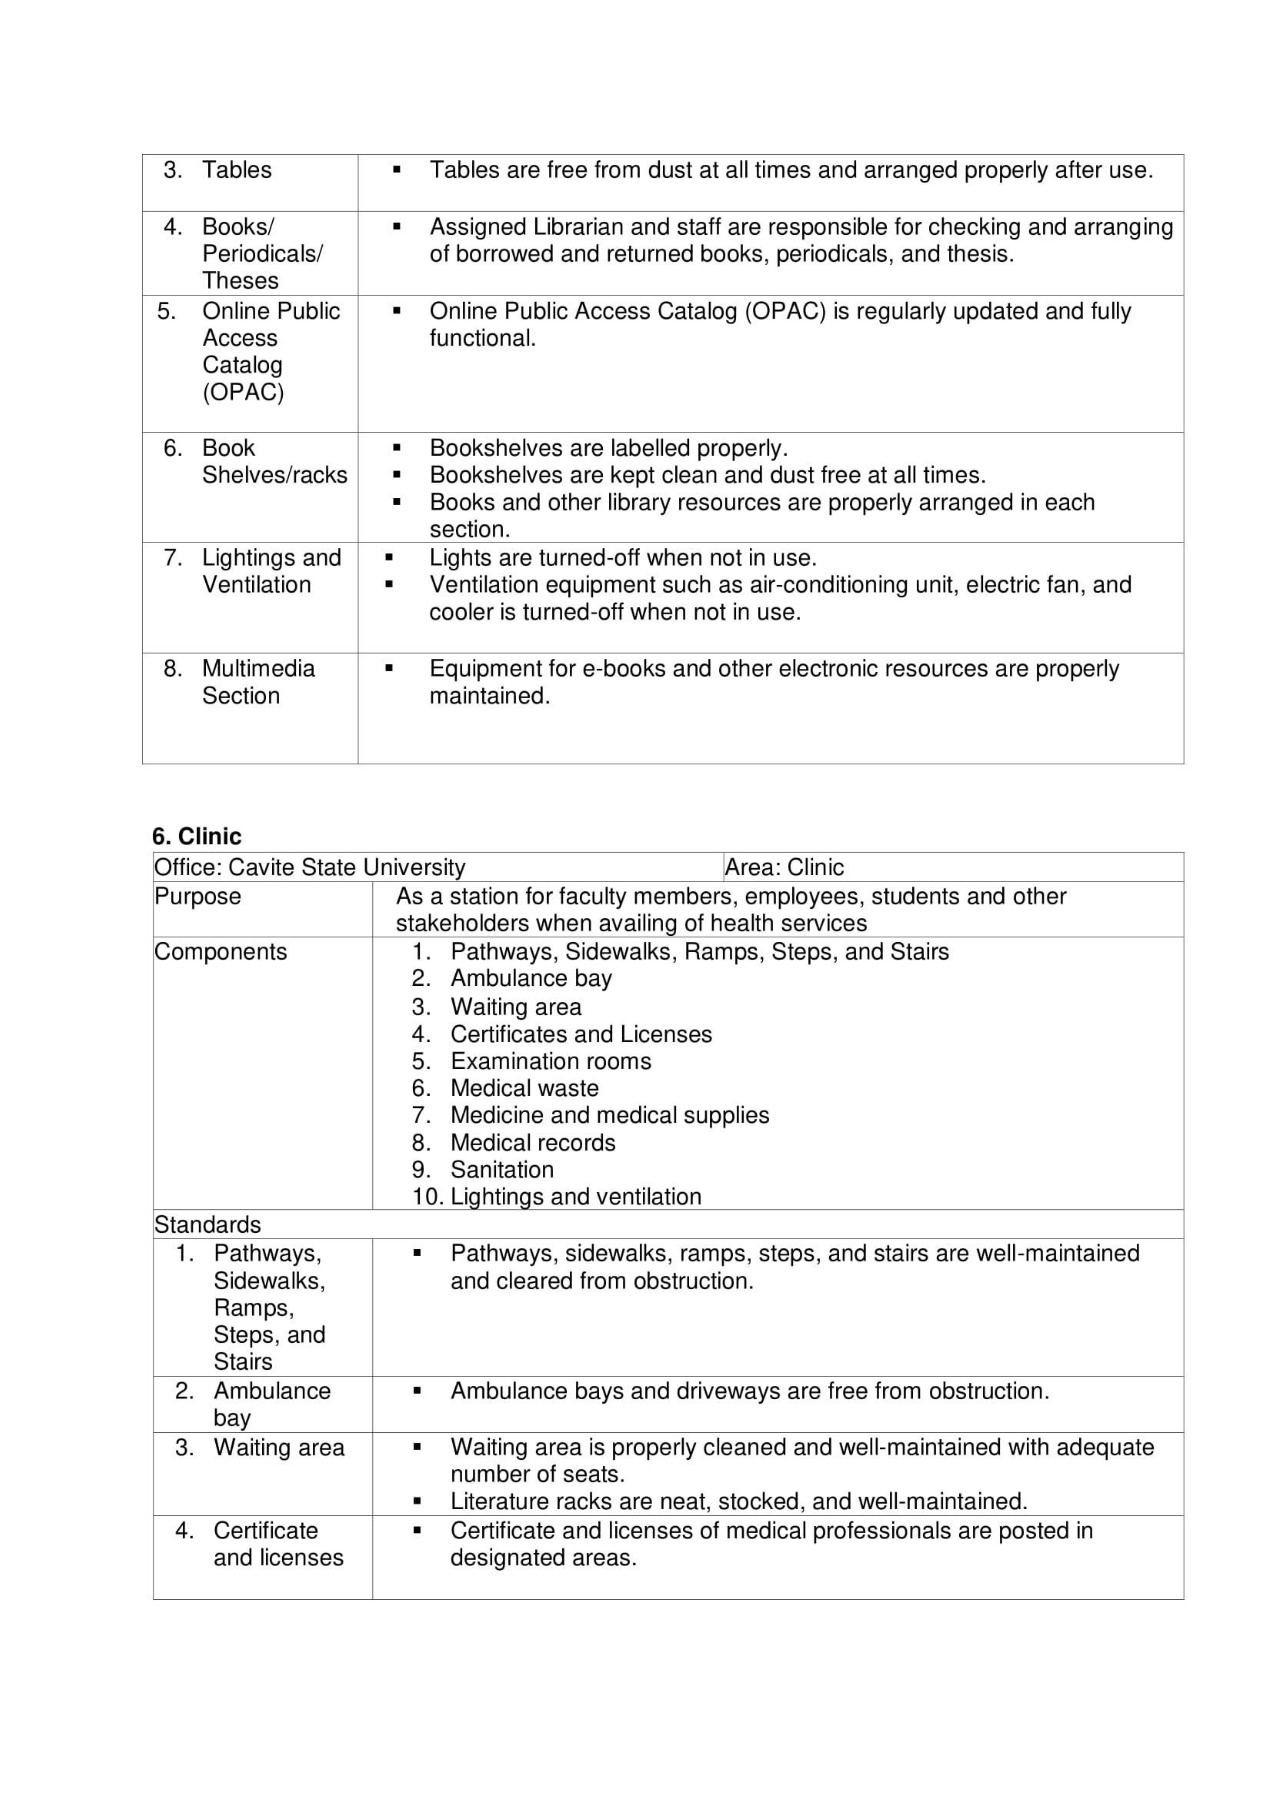 3. Tables
▪ Tables are free from dust at all times and arranged properly after use.
4. Books/
Periodicals/
Theses
▪ Assigned Librarian and staff are responsible for checking and arranging
of borrowed and returned books, periodicals, and thesis.
5. Online Public
Access
Catalog
(OPAC)
▪ Online Public Access Catalog (OPAC) is regularly updated and fully
functional.
6. Book
Shelves/racks
▪ Bookshelves are labelled properly.
▪ Bookshelves are kept clean and dust free at all times.
▪ Books and other library resources are properly arranged in each
section.
7. Lightings and
Ventilation
▪ Lights are turned-off when not in use.
▪ Ventilation equipment such as air-conditioning unit, electric fan, and
cooler is turned-off when not in use.
8. Multimedia
Section
▪ Equipment for e-books and other electronic resources are properly
maintained.
6. Clinic
Office: Cavite State University
Area: Clinic
Purpose
As a station for faculty members, employees, students and other
stakeholders when availing of health services
Components
1. Pathways, Sidewalks, Ramps, Steps, and Stairs
2. Ambulance bay
3. Waiting area
4. Certificates and Licenses
5. Examination rooms
6. Medical waste
7. Medicine and medical supplies
8. Medical records
9. Sanitation
10. Lightings and ventilation
Standards
1. Pathways,
Sidewalks,
Ramps,
Steps, and
Stairs
▪ Pathways, sidewalks, ramps, steps, and stairs are well-maintained
and cleared from obstruction.
2. Ambulance
bay
▪ Ambulance bays and driveways are free from obstruction.
3. Waiting area
▪ Waiting area is properly cleaned and well-maintained with adequate
number of seats.
▪ Literature racks are neat, stocked, and well-maintained.
4. Certificate
and licenses
▪ Certificate and licenses of medical professionals are posted in
designated areas.